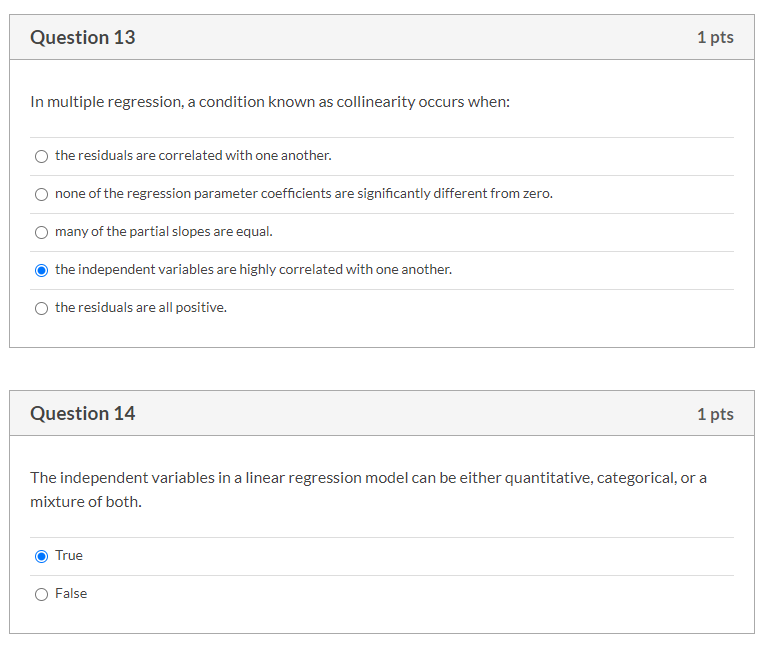 Question 13
1 pts
In multiple regression, a condition known as collinearity occurs when:
the residuals are correlated with one another.
none of the regression parameter coefficients are significantly different from zero.
many of the partial slopes are equal.
the independent variables are highly correlated with one another.
the residuals are all positive.
Question 14
1 pts
The independent variables in a linear regression model can be either quantitative, categorical, or a
mixture of both.
True
False